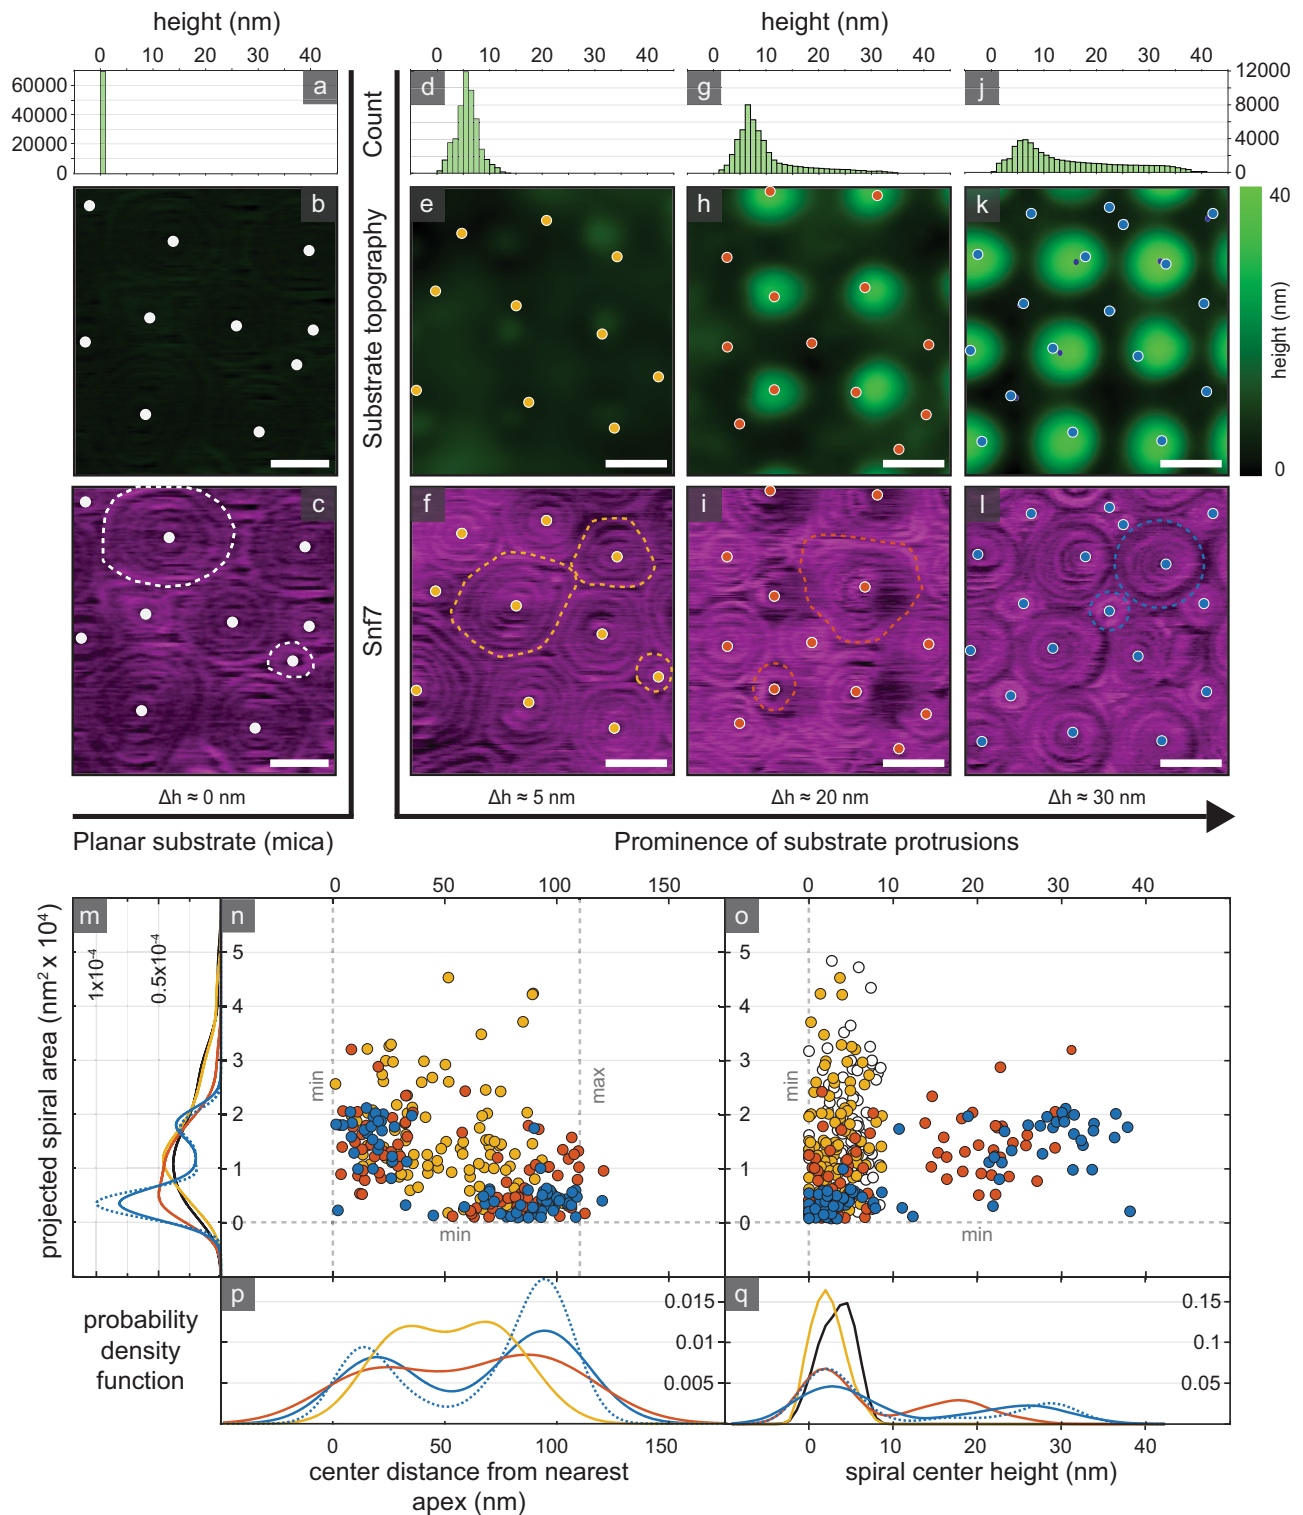 height (nm)
height (nm)
0 10 20 30 40
0 10 20 30 40
0 10 20 30 40
0 10 20 30 40
a
d
g
j
60000
40000
20000
0
Count
12000
8000
4000
0
b
e
h
k
Substrate topography
40
height (nm)
0
c
f
i
l
Snf7
Δh ≈ 0 nm
Δh ≈ 5 nm
Δh ≈ 20 nm
Δh ≈ 30 nm
Planar substrate (mica)
Prominence of substrate protrusions
0 50 100 150
0 10 20 30 40
m
n
o
projected spiral area (nm² x 10⁴)
1x10⁻⁴
0.5x10⁻⁴
5
4
3
2
1
0
5
4
3
2
1
0
min
max
min
min
min
probability
density
function
p
q
0.015
0.01
0.005
0.15
0.1
0.05
0 50 100 150
0 10 20 30 40
center distance from nearest
apex (nm)
spiral center height (nm)